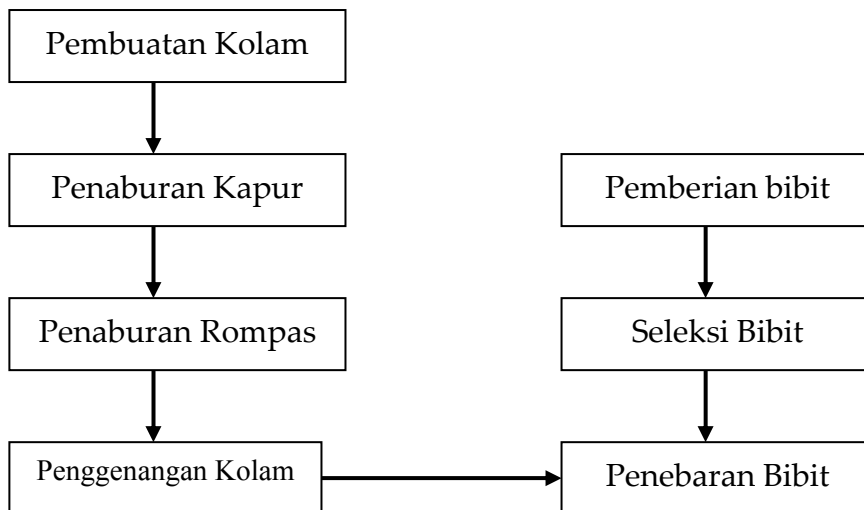 Pembuatan Kolam
Penaburan Kapur
Penaburan Rompas
Penggenangan Kolam
Pemberian bibit
Seleksi Bibit
Penebaran Bibit